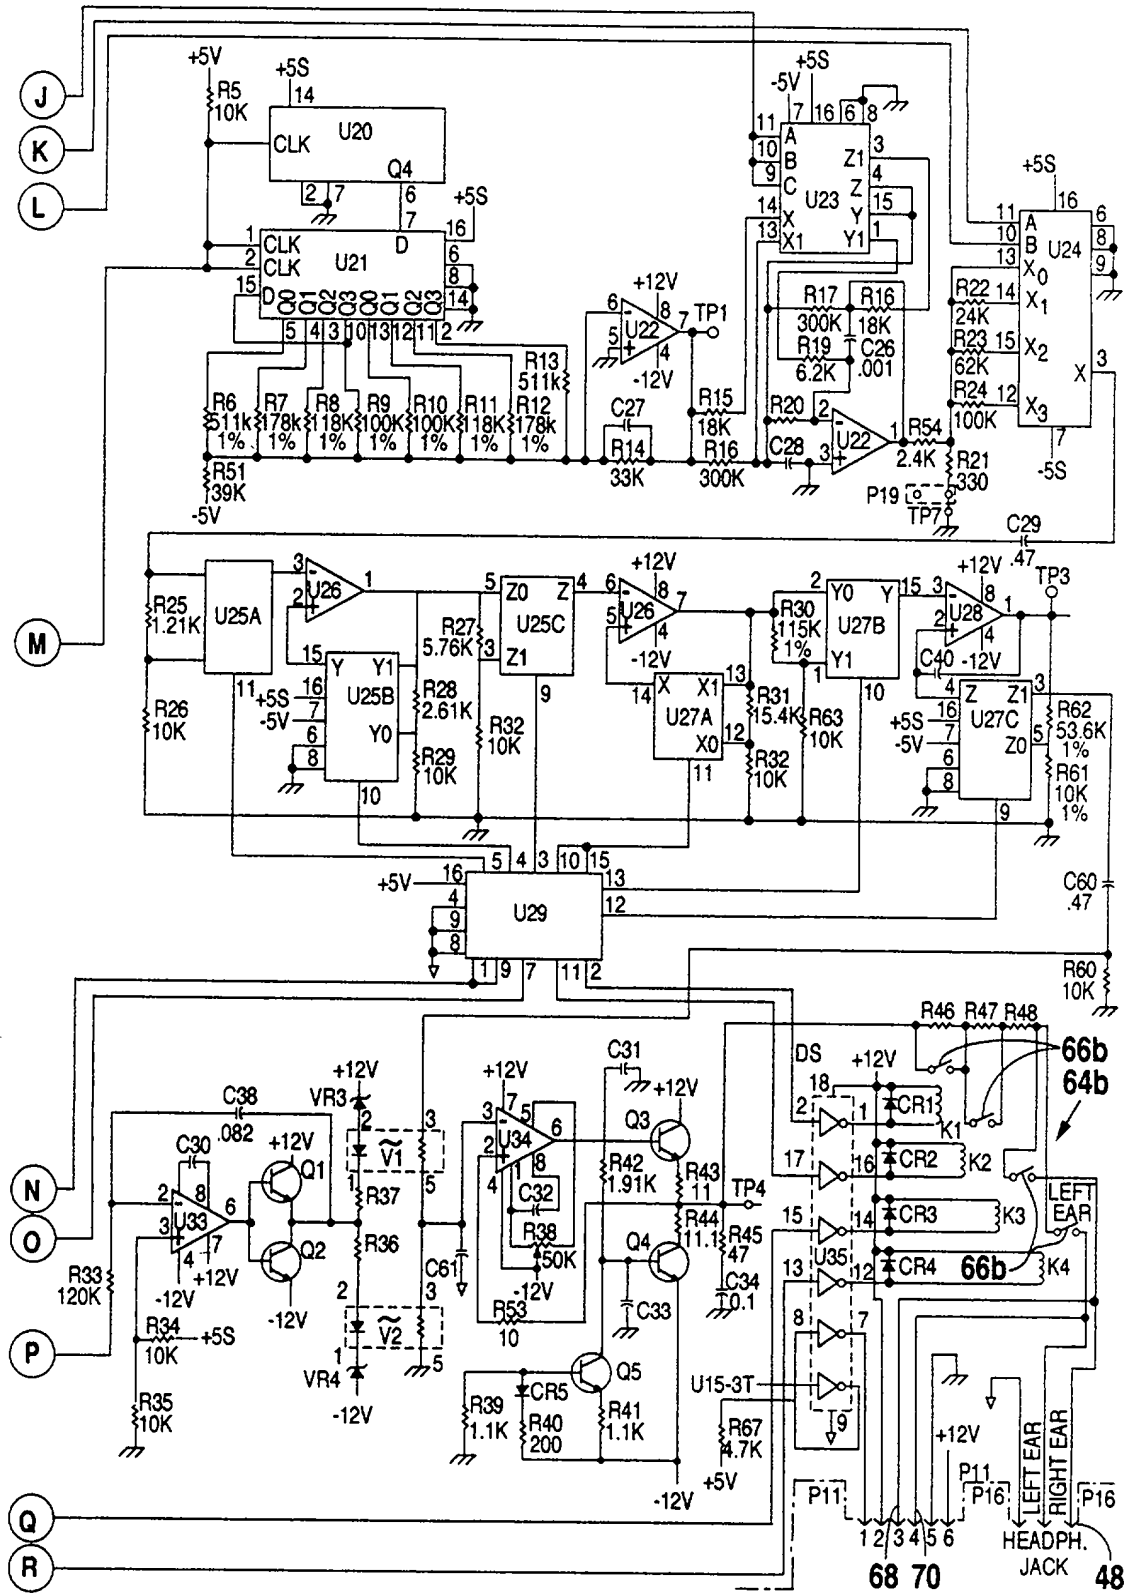 J
K
L
M
N
O
P
Q
R
+5V
R5
10K
+5S
14
U20
CLK
Q4
2
7
6
+5S
7
16
1
CLK
D
6
2
CLK
U21
8
15
D
Q0
Q1
Q2
Q3
Q0
Q1
Q2
Q3
14
5
4
3
10
13
12
11
2
R13
511k
R6
511k
1%
R7
178k
1%
R8
118K
1%
R9
100K
1%
R10
100K
1%
R11
118K
1%
R12
178k
1%
R51
39K
-5V
6
5
+12V
8
7
TP1
U22
4
-12V
C27
R14
33K
R15
18K
R16
300K
-5V
+5S
7
16
6
8
11
A
10
B
9
C
Z1
3
Z
4
U23
14
X
Y
15
13
X1
Y1
1
R17
300K
R16
18K
R19
6.2K
C26
.001
R20
2
3
U22
1
C28
R54
2.4K
R21
330
P19
TP7
+5S
16
11
A
6
10
B
U24
8
13
X0
9
R22
24K
14
X1
R23
62K
15
X2
R24
100K
12
X3
X
3
7
-5S
C29
.47
R25
1.21K
U25A
3
2
U26
1
R26
10K
11
15
Y
Y1
+5S
16
U25B
-5V
7
6
Y0
8
10
R27
5.76K
R28
2.61K
R29
10K
R32
10K
5
Z0
Z
4
U25C
3
Z1
9
6
5
+12V
8
U26
7
4
-12V
14
X
X1
13
U27A
X0
12
11
R31
15.4K
R32
10K
R30
115K
1%
R63
10K
2
Y0
Y
15
U27B
Y1
1
10
+12V
3
8
U28
1
2
4
-12V
TP3
C40
4
Z
Z1
3
+5S
16
U27C
-5V
7
Z0
5
6
8
9
R62
53.6K
1%
R61
10K
1%
C60
.47
R60
10K
5
4
3
10
15
+5V
16
13
4
U29
12
9
8
1
9
7
11
2
C38
.082
C30
+12V
Q1
2
8
6
U33
3
7
4
+12V
-12V
Q2
-12V
R33
120K
R34
10K
+5S
R35
10K
+12V
VR3
2
V1
3
1
5
R37
R36
2
V2
3
1
5
VR4
-12V
C61
+12V
7
3
5
U34
6
2
1
8
4
C32
R38
50K
-12V
R53
10
C31
Q3
+12V
R42
1.91K
R43
11
TP4
R44
11.1
R45
47
Q4
C33
C34
0.1
Q5
CR5
R39
1.1K
R40
200
R41
1.1K
-12V
R46
R47
R48
66b
64b
DS
+12V
18
2
1
CR1
K1
17
16
CR2
K2
15
14
CR3
K3
LEFT
EAR
U35
13
12
CR4
66b
K4
8
7
U15-3T
R67
4.7K
+5V
9
+12V
P11
P11
P16
P16
LEFT EAR
RIGHT EAR
1
2
3
4
5
6
HEADPH.
JACK
68
70
48